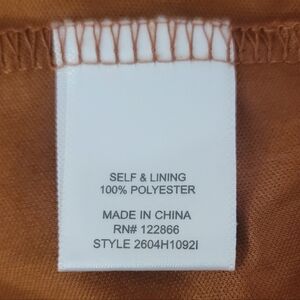 SELF & LINING
100% POLYESTER
MADE IN CHINA
RN# 122866
STYLE 2604H1092I